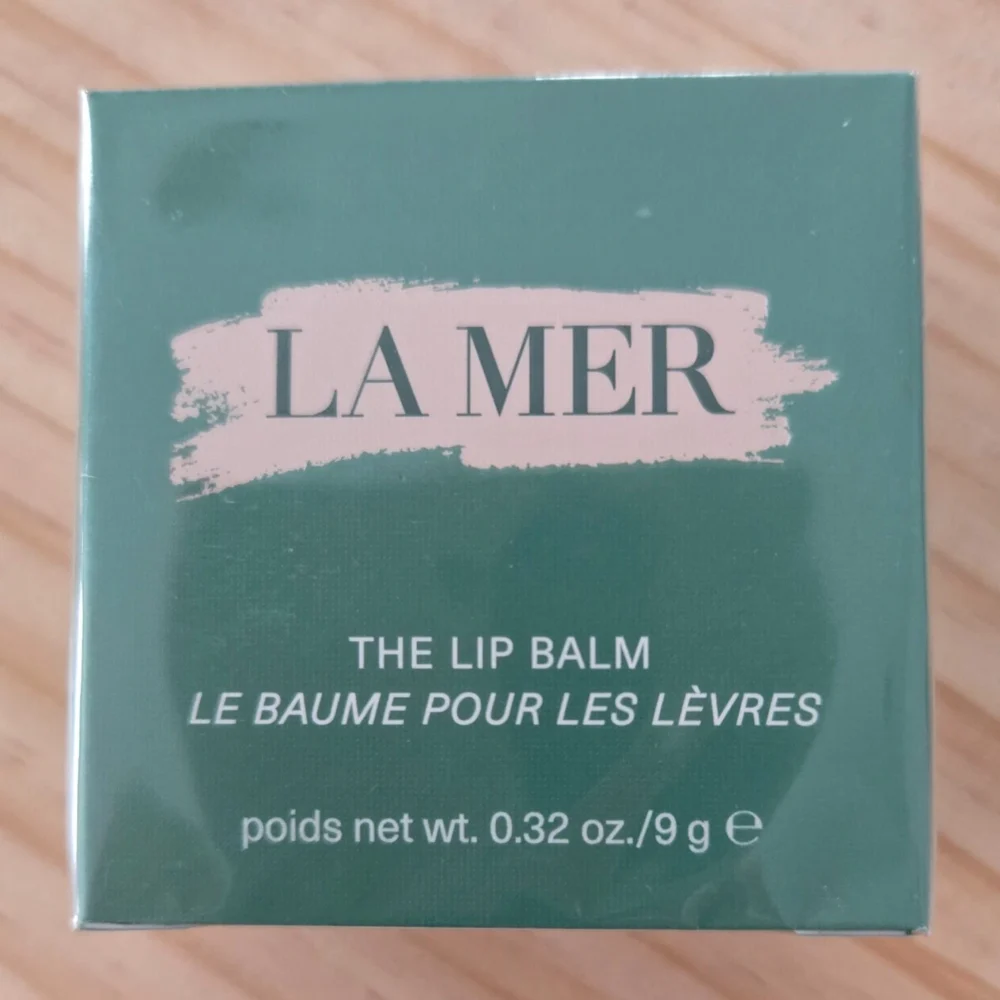 LA MER
THE LIP BALM
LE BAUME POUR LES LÈVRES
poids net wt. 0.32 oz./9 g ℮